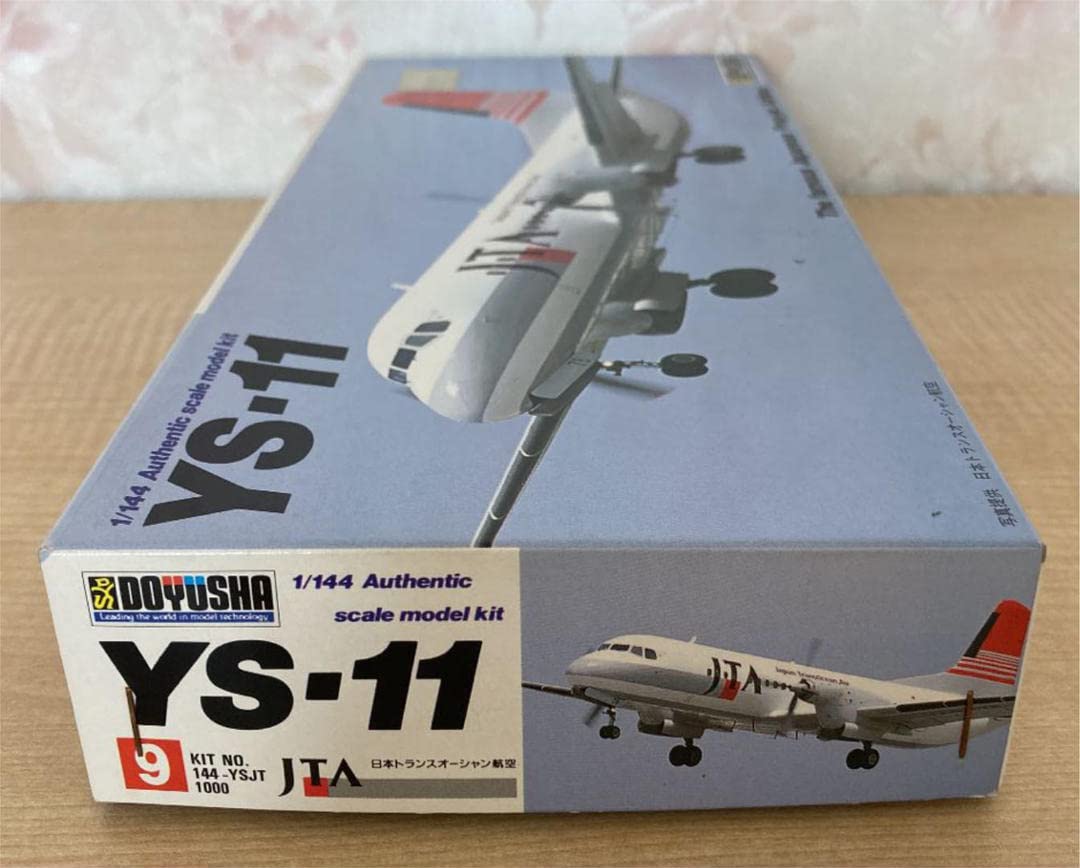 1/144 Authentic scale model kit
YS-11
JTA
写真提供 日本トランスオーシャン航空
DOYUSHA
Leading the world in model technology
1/144 Authentic
scale model kit
YS-11
9
KIT NO.
144-YSJT
1000
JTA
日本トランスオーシャン航空
JTA
Japan TransOcean Air